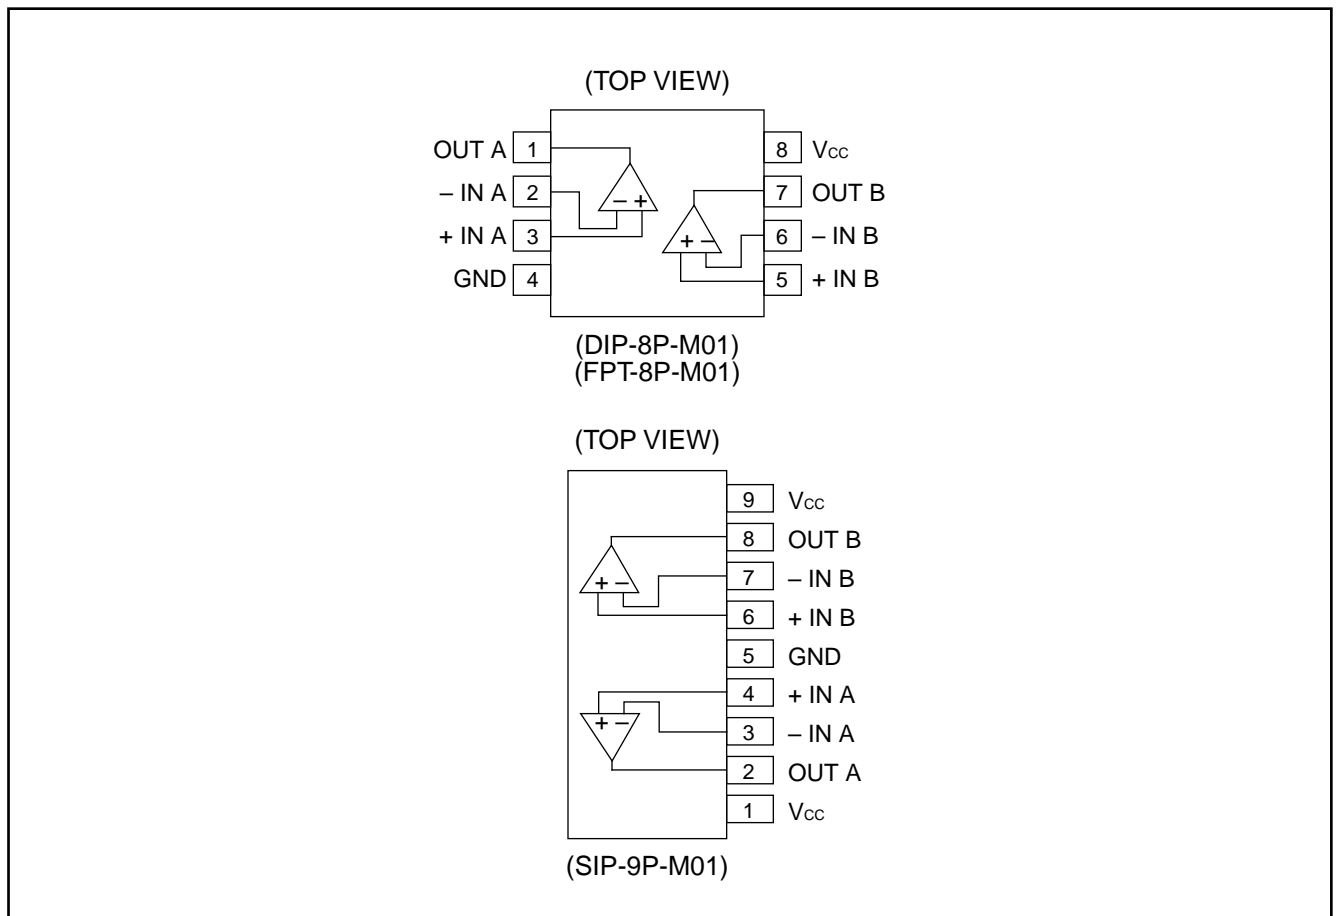 (TOP VIEW)
OUT A 1 8 Vcc
– IN A 2 – + 7 OUT B
+ IN A 3 + – 6 – IN B
GND 4 5 + IN B
(DIP-8P-M01)
(FPT-8P-M01)
(TOP VIEW)
9 Vcc
8 OUT B
+ – 7 – IN B
6 + IN B
5 GND
4 + IN A
+ – 3 – IN A
2 OUT A
1 Vcc
(SIP-9P-M01)